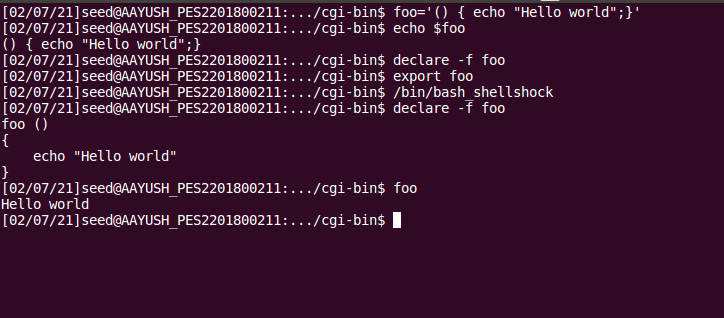 [02/07/21]seed@AAYUSH_PES2201800211:.../cgi-bin$ foo='() { echo "Hello world";}'
[02/07/21]seed@AAYUSH_PES2201800211:.../cgi-bin$ echo $foo
() { echo "Hello world";}
[02/07/21]seed@AAYUSH_PES2201800211:.../cgi-bin$ declare -f foo
[02/07/21]seed@AAYUSH_PES2201800211:.../cgi-bin$ export foo
[02/07/21]seed@AAYUSH_PES2201800211:.../cgi-bin$ /bin/bash_shellshock
[02/07/21]seed@AAYUSH_PES2201800211:.../cgi-bin$ declare -f foo
foo ()
{
    echo "Hello world"
}
[02/07/21]seed@AAYUSH_PES2201800211:.../cgi-bin$ foo
Hello world
[02/07/21]seed@AAYUSH_PES2201800211:.../cgi-bin$